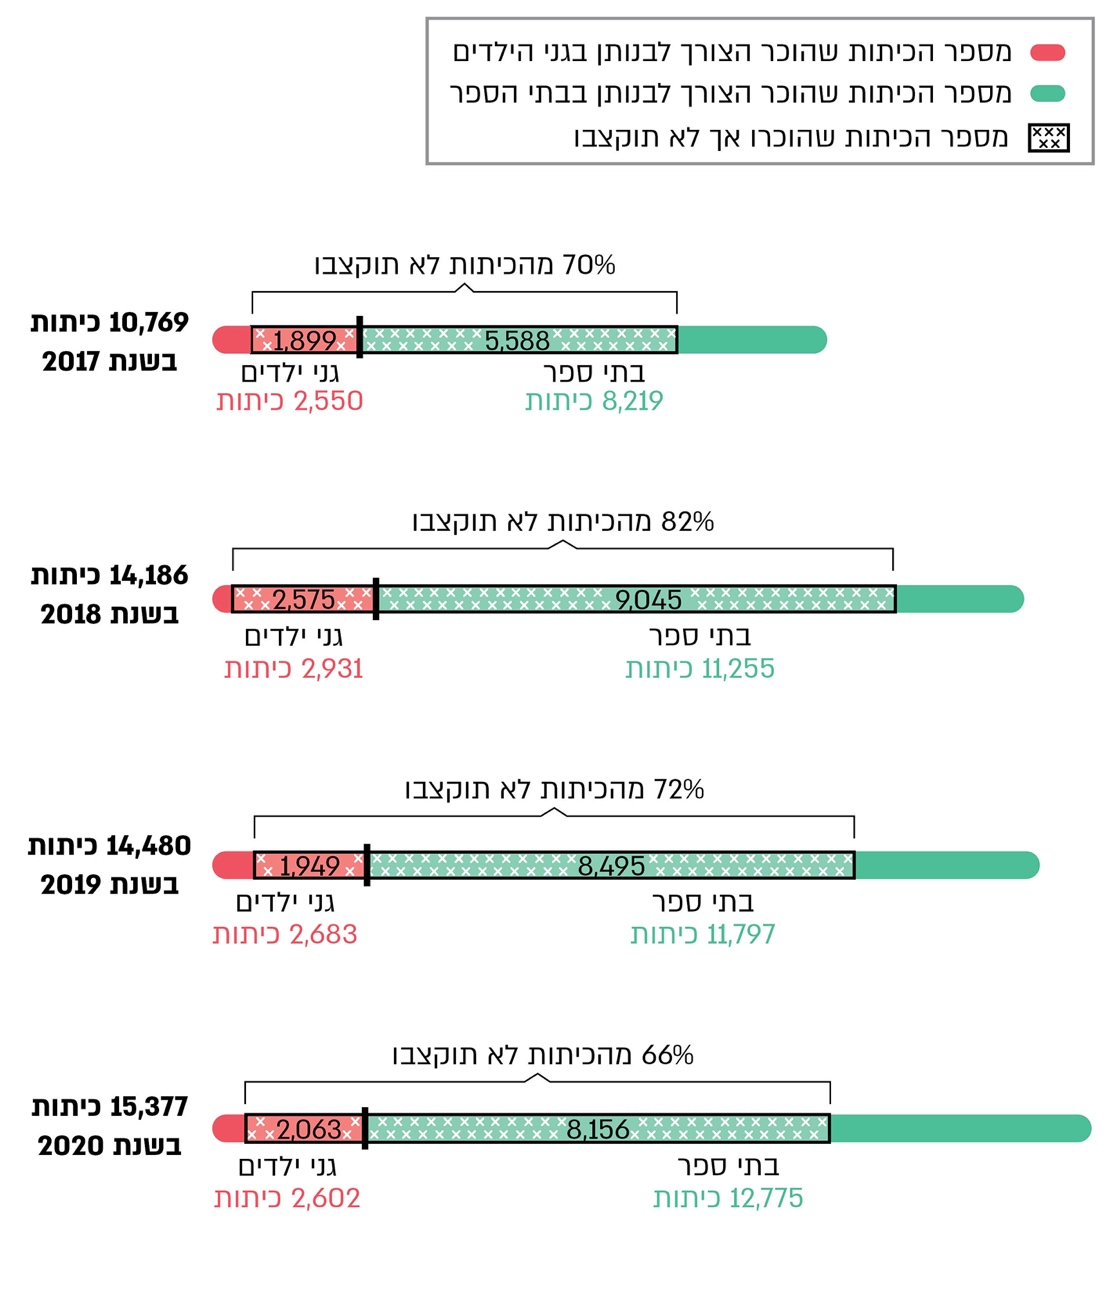 מספר הכיתות שהוכר הצורך לבנותן בגני הילדים
מספר הכיתות שהוכר הצורך לבנותן בבתי הספר
מספר הכיתות שהוכרו אך לא תוקצבו
70% מהכיתות לא תוקצבו
10,769 כיתות
בשנת 2017
1,899
5,588
גני ילדים
2,550 כיתות
בתי ספר
8,219 כיתות
82% מהכיתות לא תוקצבו
14,186 כיתות
בשנת 2018
2,575
9,045
גני ילדים
2,931 כיתות
בתי ספר
11,255 כיתות
72% מהכיתות לא תוקצבו
14,480 כיתות
בשנת 2019
1,949
8,495
גני ילדים
2,683 כיתות
בתי ספר
11,797 כיתות
66% מהכיתות לא תוקצבו
15,377 כיתות
בשנת 2020
2,063
8,156
גני ילדים
2,602 כיתות
בתי ספר
12,775 כיתות